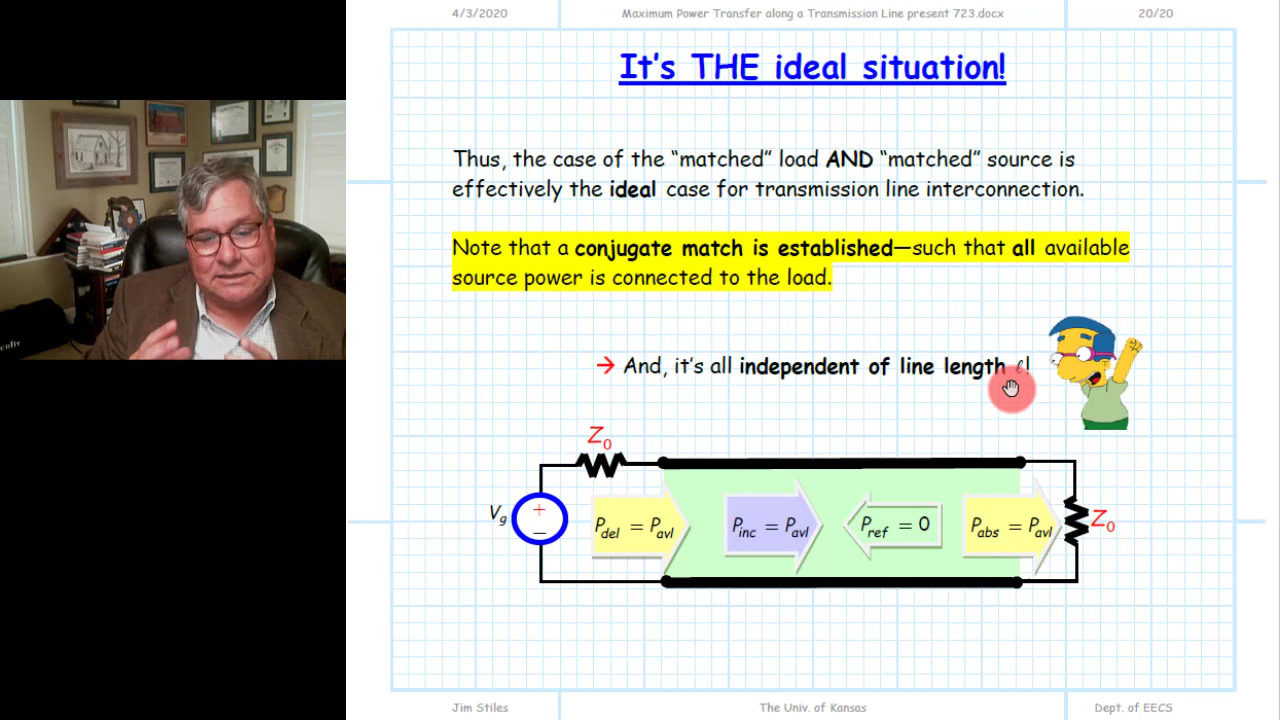 4/3/2020 Maximum Power Transfer along a Transmission Line present 723.docx 20/20
It's THE ideal situation!
Thus, the case of the “matched” load AND “matched” source is
effectively the ideal case for transmission line interconnection.
Note that a conjugate match is established—such that all available
source power is connected to the load.
→ And, it's all independent of line length ℓ!
Z0
Vg
+
−
Pdel = Pavl
Pinc = Pavl
Pref = 0
Pabs = Pavl
Z0
Jim Stiles The Univ. of Kansas Dept. of EECS